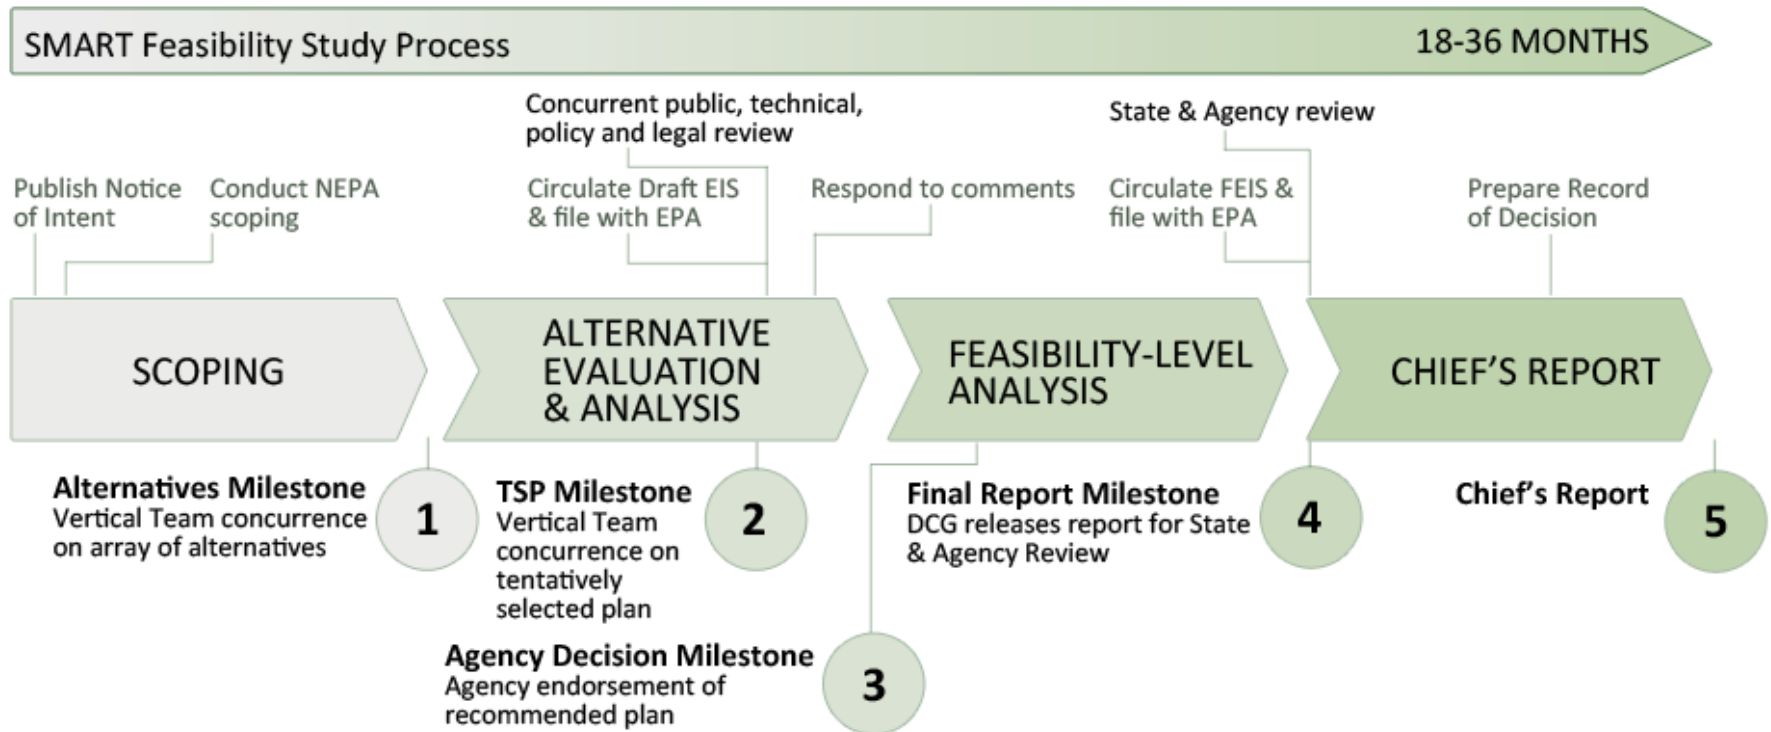 SMART Feasibility Study Process
18-36 MONTHS
Concurrent public, technical,
policy and legal review
State & Agency review
Publish Notice
of Intent
Conduct NEPA
scoping
Circulate Draft EIS
& file with EPA
Respond to comments
Circulate FEIS &
file with EPA
Prepare Record
of Decision
SCOPING
ALTERNATIVE
EVALUATION
& ANALYSIS
FEASIBILITY-LEVEL
ANALYSIS
CHIEF'S REPORT
Alternatives Milestone
Vertical Team concurrence
on array of alternatives
1
TSP Milestone
Vertical Team
concurrence on
tentatively
selected plan
2
Agency Decision Milestone
Agency endorsement of
recommended plan
3
Final Report Milestone
DCG releases report for State
& Agency Review
4
Chief's Report
5